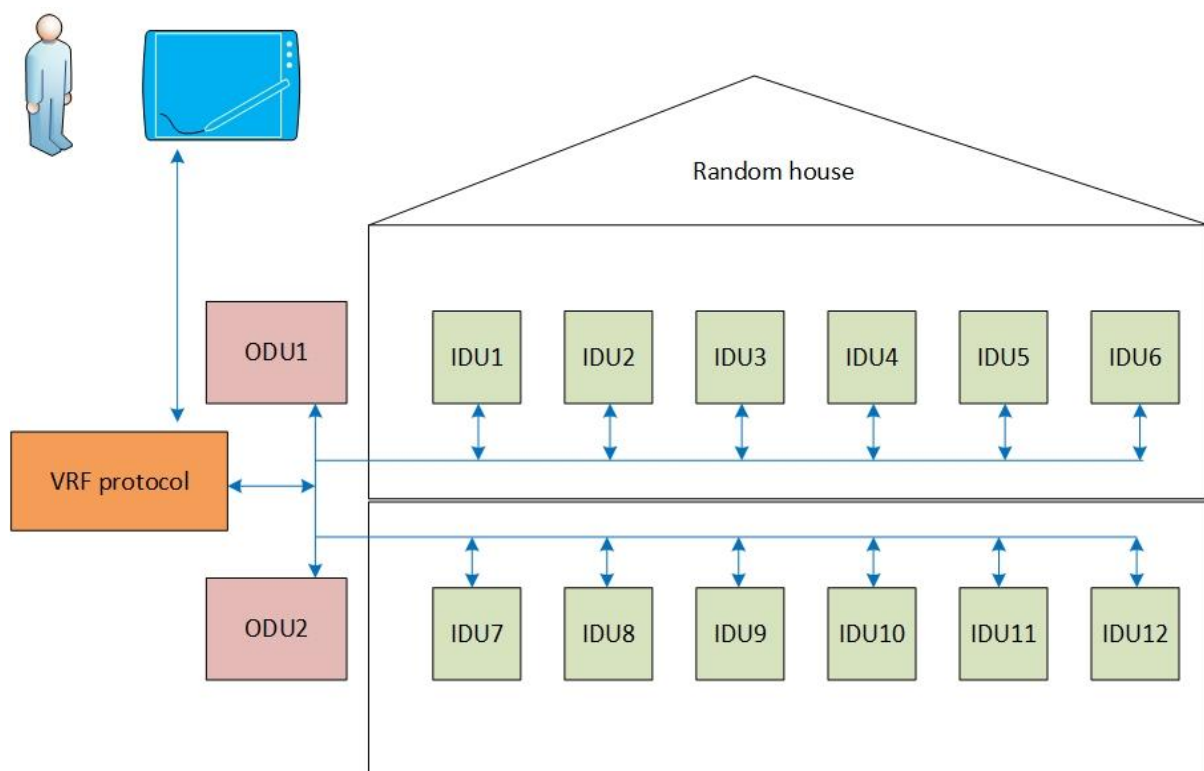 Random house
ODU1
IDU1
IDU2
IDU3
IDU4
IDU5
IDU6
VRF protocol
ODU2
IDU7
IDU8
IDU9
IDU10
IDU11
IDU12